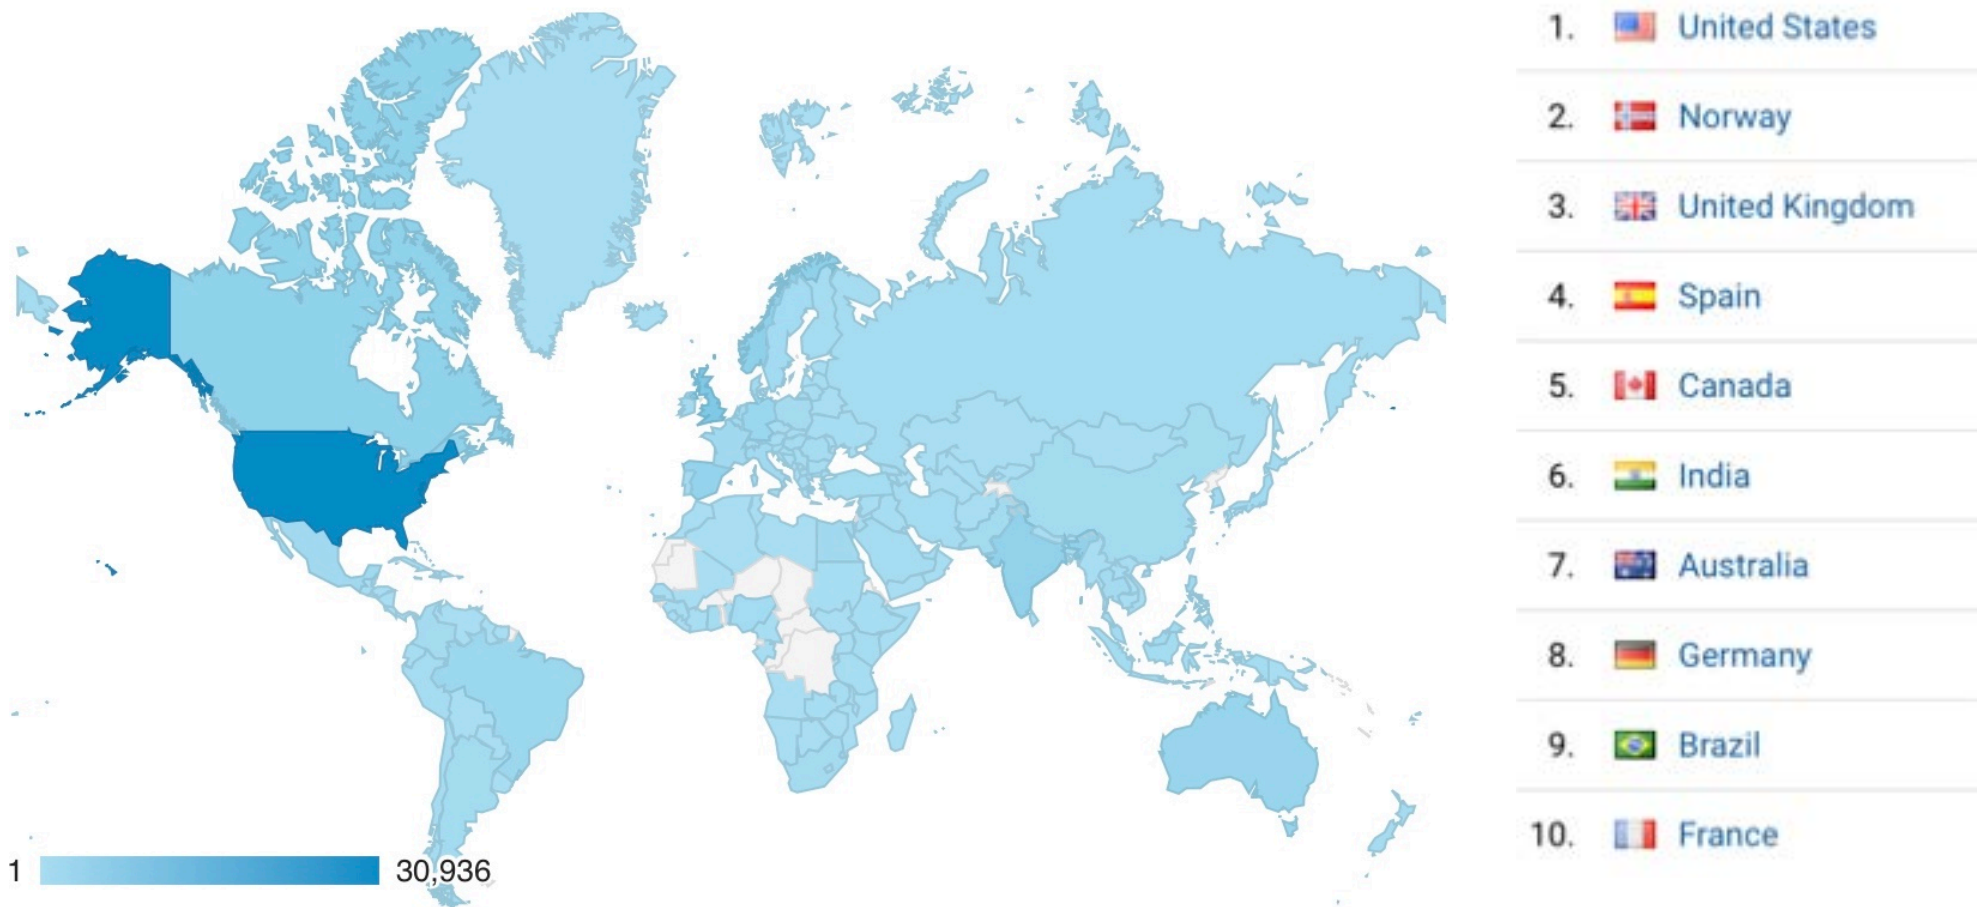 1. United States
2. Norway
3. United Kingdom
4. Spain
5. Canada
6. India
7. Australia
8. Germany
9. Brazil
10. France
1 30,936